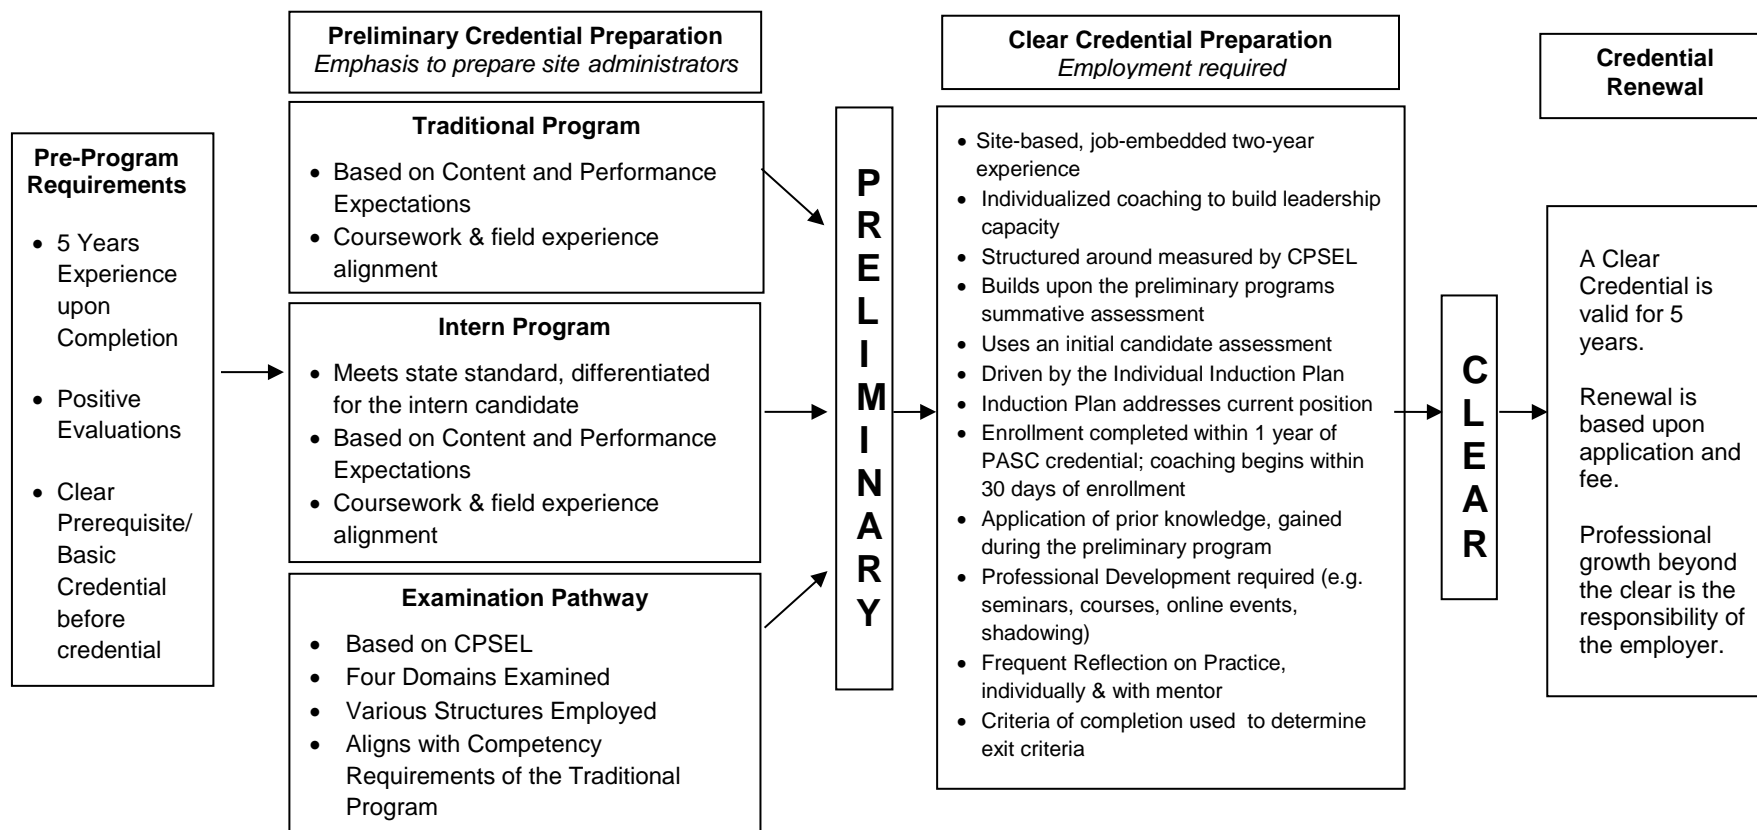 Pre-Program
Requirements
• 5 Years
Experience
upon
Completion
• Positive
Evaluations
• Clear
Prerequisite/
Basic
Credential
before
credential
Preliminary Credential Preparation
Emphasis to prepare site administrators
Traditional Program
• Based on Content and Performance
Expectations
• Coursework & field experience
alignment
Intern Program
• Meets state standard, differentiated
for the intern candidate
• Based on Content and Performance
Expectations
• Coursework & field experience
alignment
Examination Pathway
• Based on CPSEL
• Four Domains Examined
• Various Structures Employed
• Aligns with Competency
Requirements of the Traditional
Program
PRELIMINARY
Clear Credential Preparation
Employment required
• Site-based, job-embedded two-year
experience
• Individualized coaching to build leadership
capacity
• Structured around measured by CPSEL
• Builds upon the preliminary programs
summative assessment
• Uses an initial candidate assessment
• Driven by the Individual Induction Plan
• Induction Plan addresses current position
• Enrollment completed within 1 year of
PASC credential; coaching begins within
30 days of enrollment
• Application of prior knowledge, gained
during the preliminary program
• Professional Development required (e.g.
seminars, courses, online events,
shadowing)
• Frequent Reflection on Practice,
individually & with mentor
• Criteria of completion used to determine
exit criteria
CLEAR
Credential
Renewal
A Clear
Credential is
valid for 5
years.
Renewal is
based upon
application and
fee.
Professional
growth beyond
the clear is the
responsibility of
the employer.